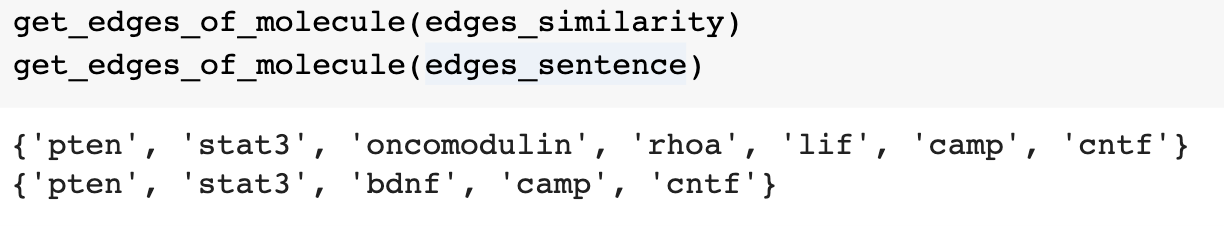 get_edges_of_molecule(edges_similarity)
get_edges_of_molecule(edges_sentence)
{'pten', 'stat3', 'oncomodulin', 'rhoa', 'lif', 'camp', 'cntf'}
{'pten', 'stat3', 'bdnf', 'camp', 'cntf'}